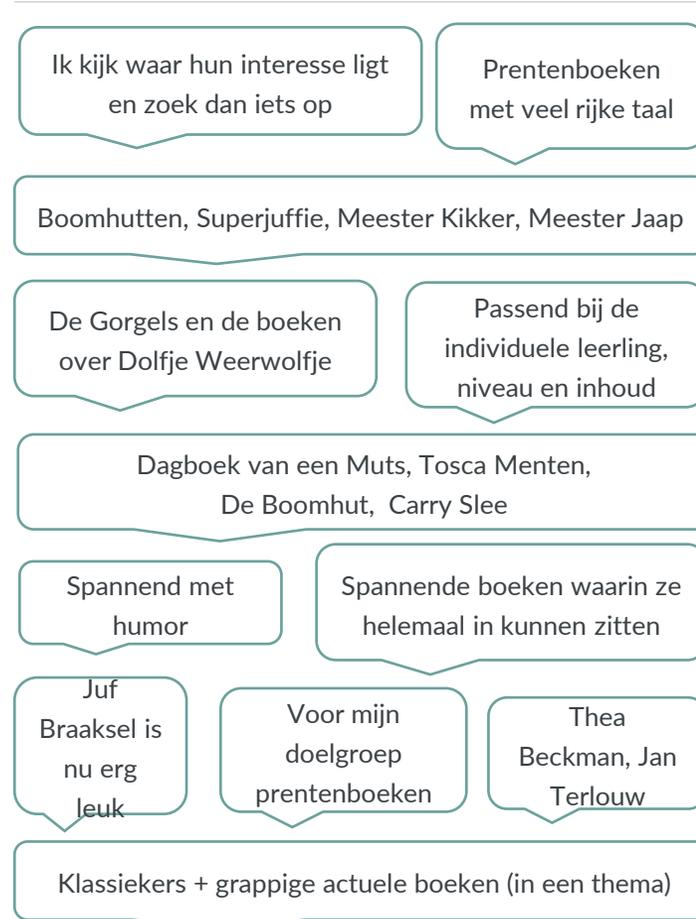 Ik kijk waar hun interesse ligt
en zoek dan iets op
Prentenboeken
met veel rijke taal
Boomhutten, Superjuffie, Meester Kikker, Meester Jaap
De Gorgels en de boeken
over Dolfje Weerwolfje
Passend bij de
individuele leerling,
niveau en inhoud
Dagboek van een Muts, Tosca Menten,
De Boomhut, Carry Slee
Spannend met
humor
Spannende boeken waarin ze
helemaal in kunnen zitten
Juf
Braaksel is
nu erg
leuk
Voor mijn
doelgroep
prentenboeken
Thea
Beckman, Jan
Terlouw
Klassiekers + grappige actuele boeken (in een thema)